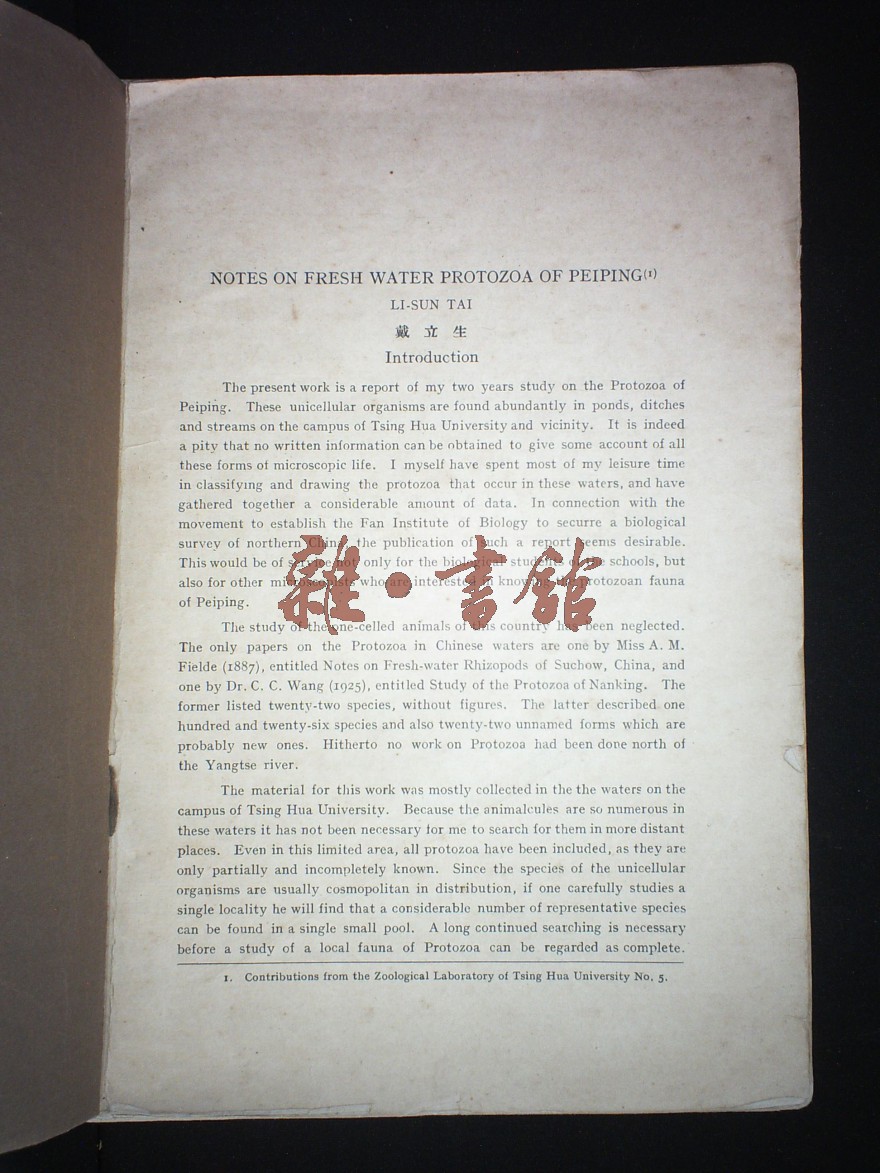 NOTES ON FRESH WATER PROTOZOA OF PEIPING(1)
LI-SUN TAI
戴 立 生
Introduction
The present work is a report of my two years study on the Protozoa of
Peiping. These unicellular organisms are found abundantly in ponds, ditches
and streams on the campus of Tsing Hua University and vicinity. It is indeed
a pity that no written information can be obtained to give some account of all
these forms of microscopic life. I myself have spent most of my leisure time
in classifying and drawing the protozoa that occur in these waters, and have
gathered together a considerable amount of data. In connection with the
movement to establish the Fan Institute of Biology to securre a biological
survey of northern China, the publication of such a report seems desirable.
This would be of service not only for the biological students of the schools, but
also for other microscopists who are interested in knowing the protozoan fauna
of Peiping.
雜·書館
The study of the one-celled animals of this country has been neglected.
The only papers on the Protozoa in Chinese waters are one by Miss A. M.
Fielde (1887), entitled Notes on Fresh-water Rhizopods of Suchow, China, and
one by Dr. C. C. Wang (1925), entitled Study of the Protozoa of Nanking. The
former listed twenty-two species, without figures. The latter described one
hundred and twenty-six species and also twenty-two unnamed forms which are
probably new ones. Hitherto no work on Protozoa had been done north of
the Yangtse river.
The material for this work was mostly collected in the the waters on the
campus of Tsing Hua University. Because the animalcules are so numerous in
these waters it has not been necessary for me to search for them in more distant
places. Even in this limited area, all protozoa have been included, as they are
only partially and incompletely known. Since the species of the unicellular
organisms are usually cosmopolitan in distribution, if one carefully studies a
single locality he will find that a considerable number of representative species
can be found in a single small pool. A long continued searching is necessary
before a study of a local fauna of Protozoa can be regarded as complete.
1. Contributions from the Zoological Laboratory of Tsing Hua University No. 5.